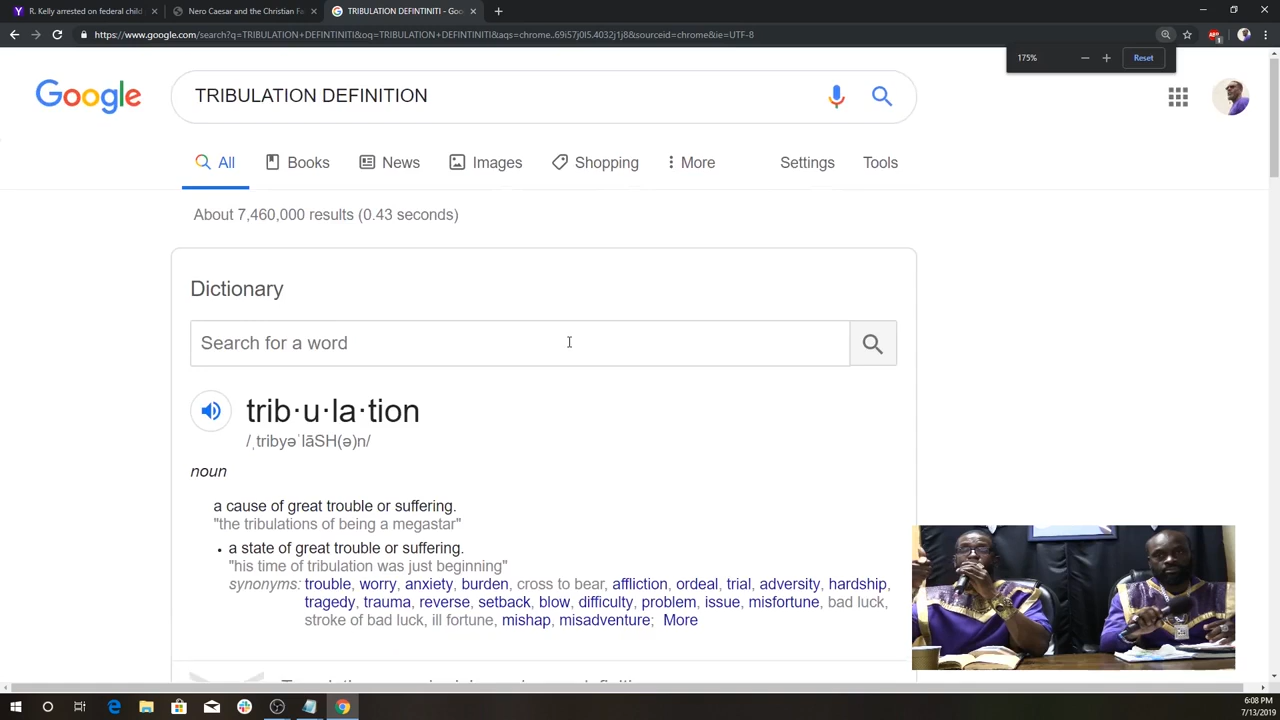 R. Kelly arrested on federal child
Nero Caesar and the Christian Fa
TRIBULATION DEFINTINITI - Goo
https://www.google.com/search?q=TRIBULATION+DEFINTINITI&oq=TRIBULATION+DEFINTINITI&aqs=chrome..69i57j0l5.4032j1j8&sourceid=chrome&ie=UTF-8
175%
Reset
Google
TRIBULATION DEFINITION
All
Books
News
Images
Shopping
More
Settings
Tools
About 7,460,000 results (0.43 seconds)
Dictionary
Search for a word
trib·u·la·tion
/ˌtribyəˈlāSH(ə)n/
noun
a cause of great trouble or suffering.
"the tribulations of being a megastar"
• a state of great trouble or suffering.
"his time of tribulation was just beginning"
synonyms: trouble, worry, anxiety, burden, cross to bear, affliction, ordeal, trial, adversity, hardship,
tragedy, trauma, reverse, setback, blow, difficulty, problem, issue, misfortune, bad luck,
stroke of bad luck, ill fortune, mishap, misadventure; More
6:08 PM
7/13/2019